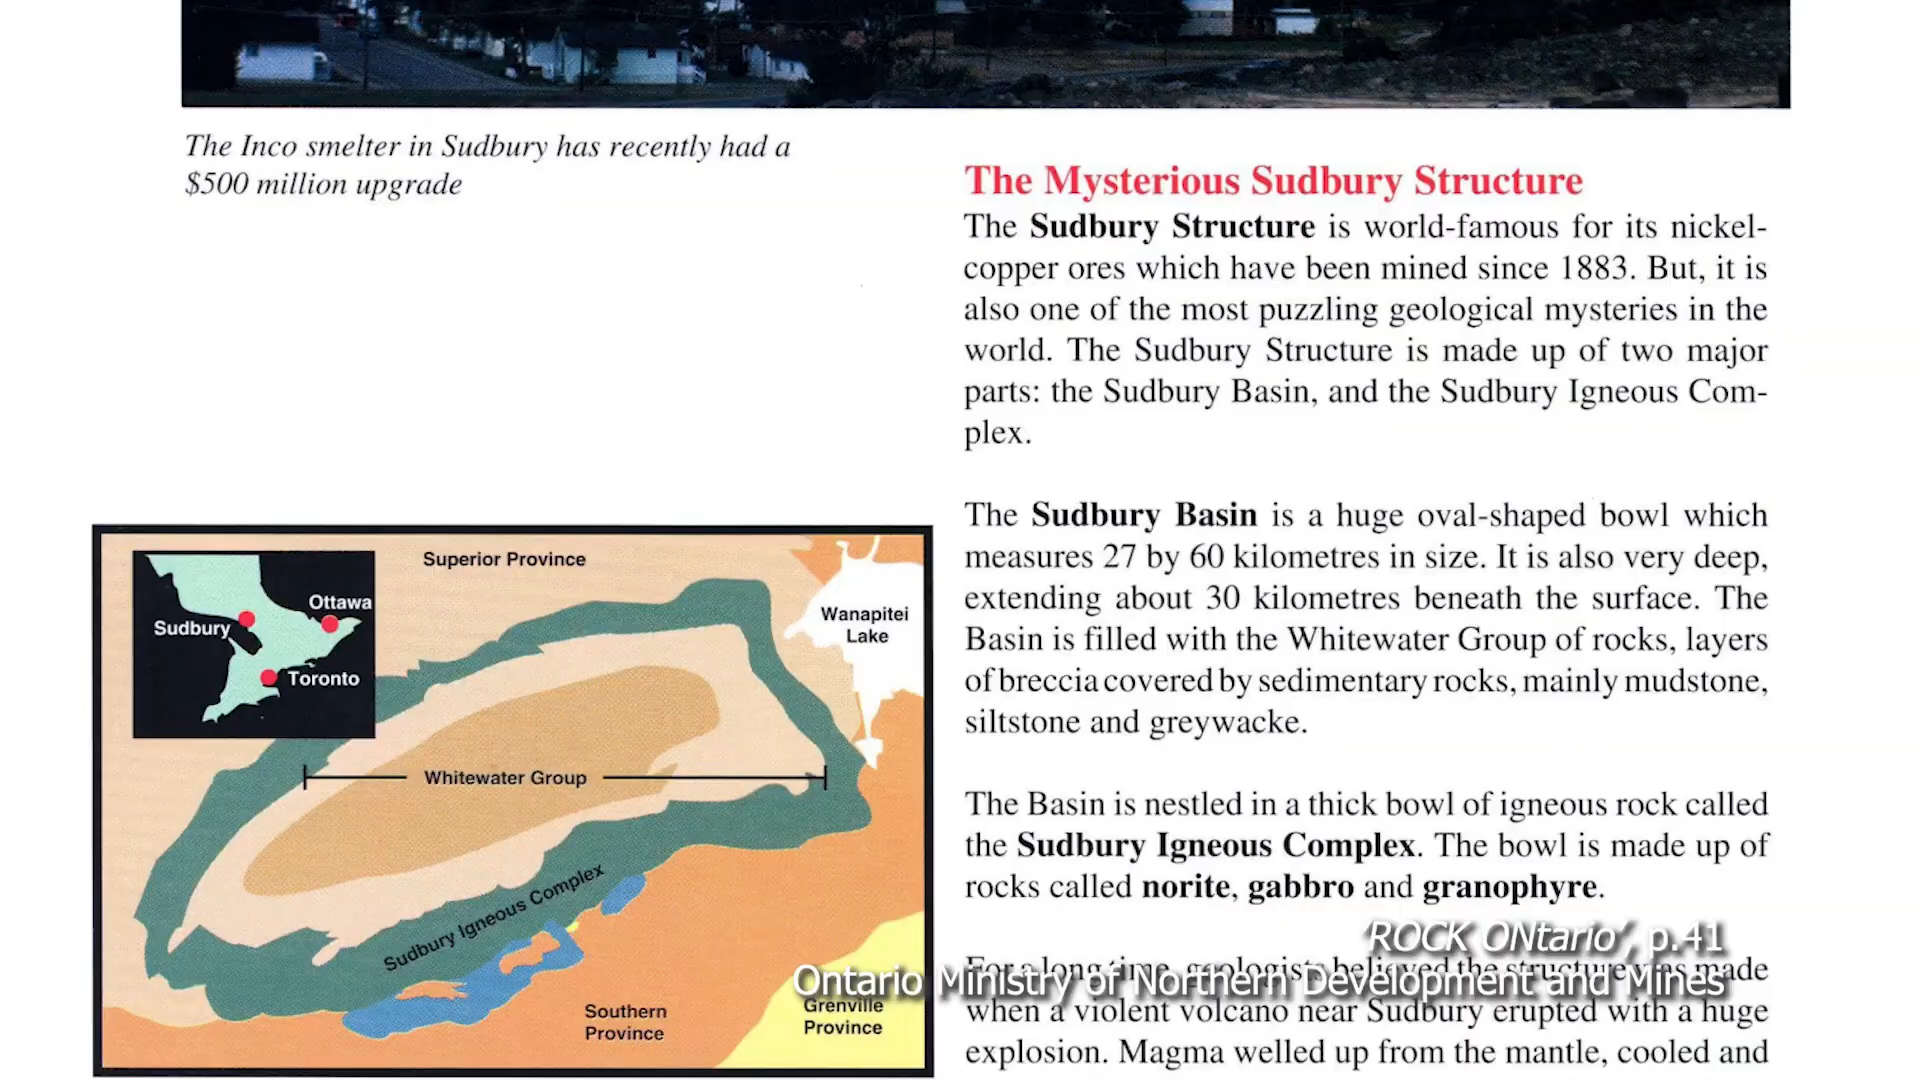 The Inco smelter in Sudbury has recently had a
$500 million upgrade
The Mysterious Sudbury Structure
The Sudbury Structure is world-famous for its nickel-
copper ores which have been mined since 1883. But, it is
also one of the most puzzling geological mysteries in the
world. The Sudbury Structure is made up of two major
parts: the Sudbury Basin, and the Sudbury Igneous Com-
plex.
The Sudbury Basin is a huge oval-shaped bowl which
measures 27 by 60 kilometres in size. It is also very deep,
extending about 30 kilometres beneath the surface. The
Basin is filled with the Whitewater Group of rocks, layers
of breccia covered by sedimentary rocks, mainly mudstone,
siltstone and greywacke.
The Basin is nestled in a thick bowl of igneous rock called
the Sudbury Igneous Complex. The bowl is made up of
rocks called norite, gabbro and granophyre.
For a long time, geologists believed the structure was made
when a violent volcano near Sudbury erupted with a huge
explosion. Magma welled up from the mantle, cooled and
Superior Province
Ottawa
Sudbury
Toronto
Wanapitei
Lake
Whitewater Group
Sudbury Igneous Complex
Southern
Province
Grenville
Province
'ROCK ONtario', p.41
Ontario Ministry of Northern Development and Mines